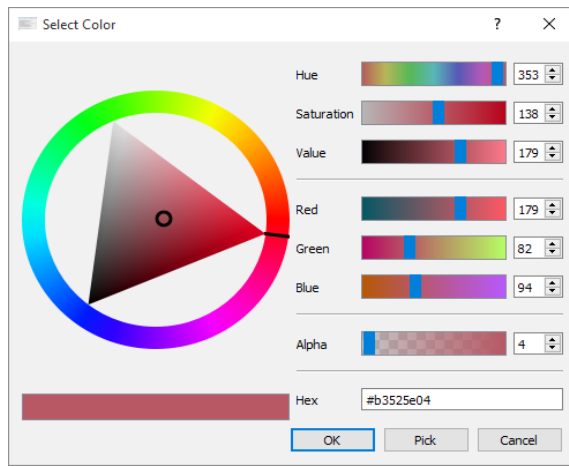 Select Color ?
Hue 353
Saturation 138
Value 179
Red 179
Green 82
Blue 94
Alpha 4
Hex #b3525e04
OK Pick Cancel